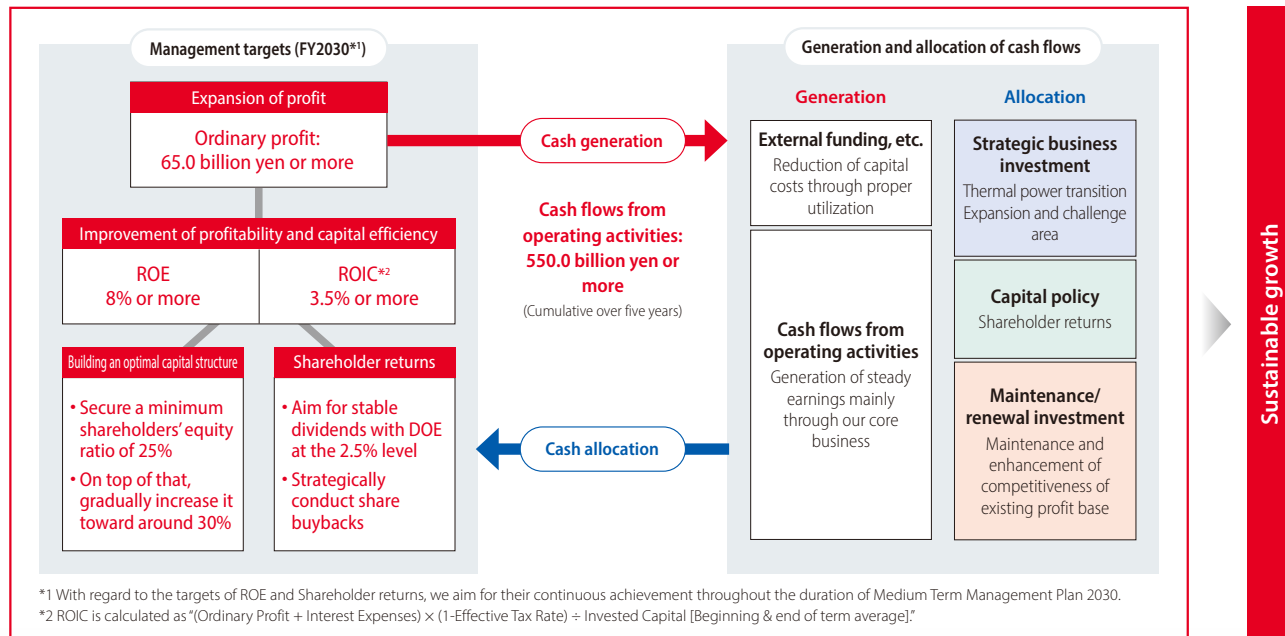 Management targets (FY2030*1)
Expansion of profit
Ordinary profit:
65.0 billion yen or more
Improvement of profitability and capital efficiency
ROE
8% or more
ROIC*2
3.5% or more
Building an optimal capital structure
• Secure a minimum
shareholders' equity
ratio of 25%
• On top of that,
gradually increase it
toward around 30%
Shareholder returns
• Aim for stable
dividends with DOE
at the 2.5% level
• Strategically
conduct share
buybacks
Cash generation
Cash flows from
operating activities:
550.0 billion yen or
more
(Cumulative over five years)
Cash allocation
Generation and allocation of cash flows
Generation
External funding, etc.
Reduction of capital
costs through proper
utilization
Cash flows from
operating activities
Generation of steady
earnings mainly
through our core
business
Allocation
Strategic business
investment
Thermal power transition
Expansion and challenge
area
Capital policy
Shareholder returns
Maintenance/
renewal investment
Maintenance and
enhancement of
competitiveness of
existing profit base
Sustainable growth
*1 With regard to the targets of ROE and Shareholder returns, we aim for their continuous achievement throughout the duration of Medium Term Management Plan 2030.
*2 ROIC is calculated as "(Ordinary Profit + Interest Expenses) × (1-Effective Tax Rate) ÷ Invested Capital [Beginning & end of term average]."